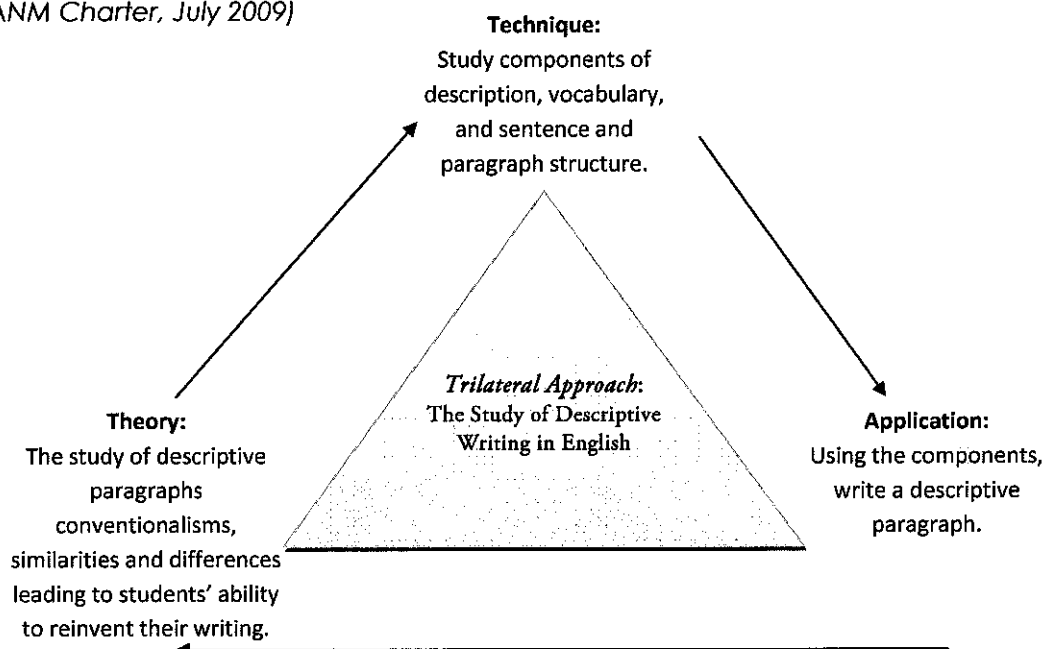 ANM Charter, July 2009)
Technique:
Study components of
description, vocabulary,
and sentence and
paragraph structure.
Trilateral Approach:
The Study of Descriptive
Writing in English
Theory:
The study of descriptive
paragraphs
conventionalisms,
similarities and differences
leading to students' ability
to reinvent their writing.
Application:
Using the components,
write a descriptive
paragraph.